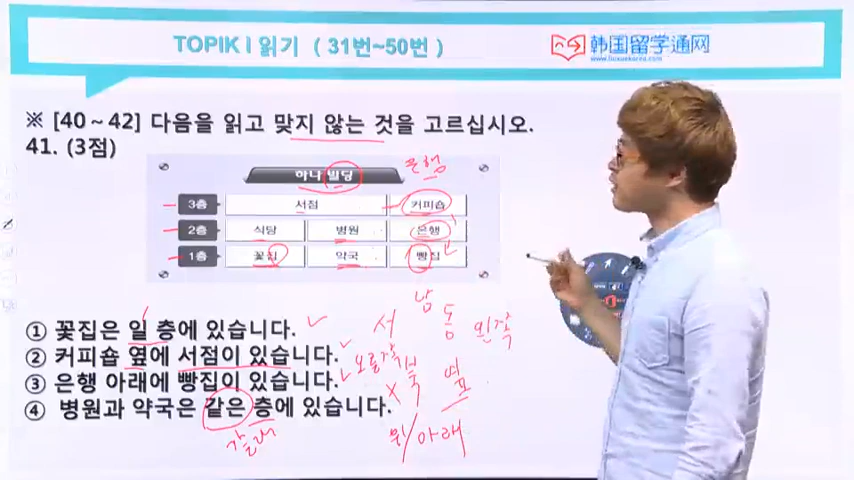 TOPIK I 읽기 ( 31번~50번 )
韩国留学通网
※ [40 ~ 42] 다음을 읽고 맞지 않는 것을 고르십시오.
41. (3점)
은행
하나 빌딩
3층 서점 커피숍
2층 식당 병원 은행
1층 꽃집 약국 빵집
① 꽃집은 일 층에 있습니다.
② 커피숍 옆에 서점이 있습니다.
③ 은행 아래에 빵집이 있습니다.
④ 병원과 약국은 같은 층에 있습니다.
남
서 동 왼쪽
오른쪽 북
위/아래